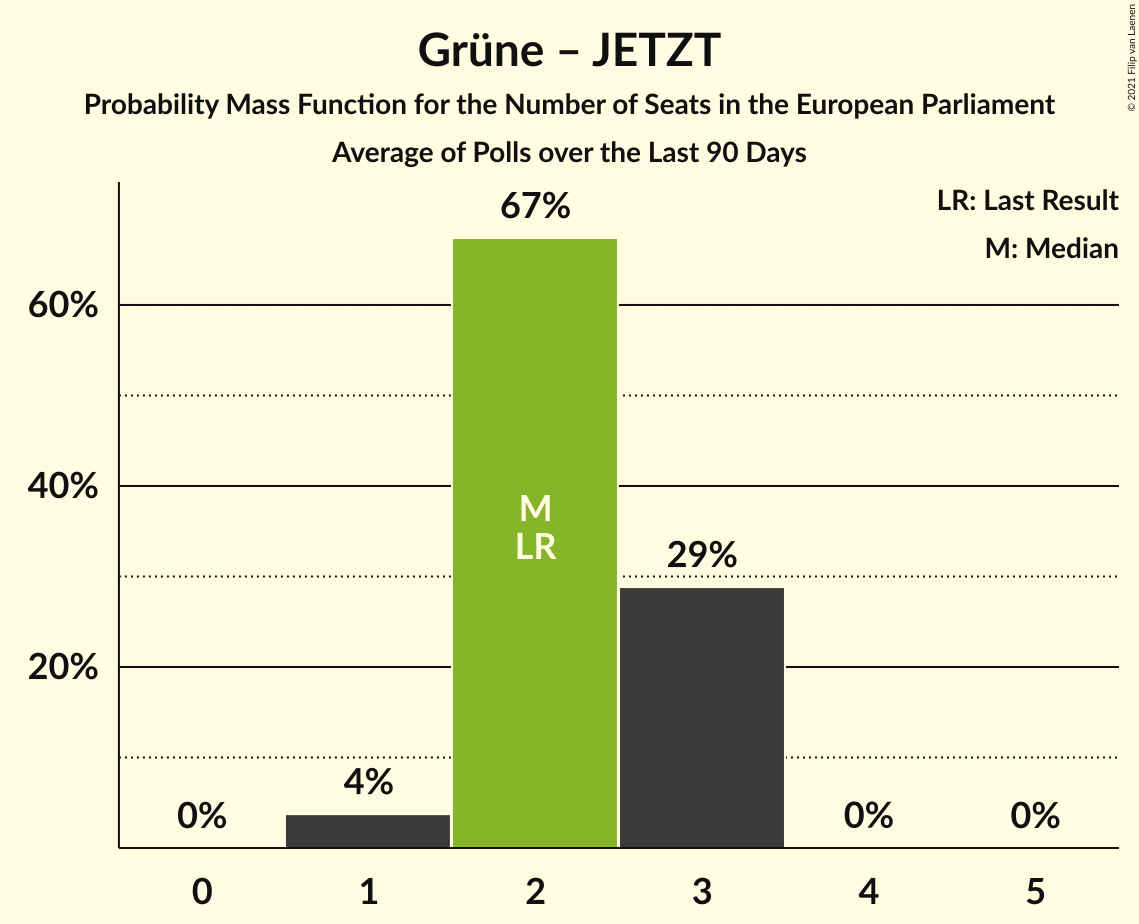 Grüne – JETZT
Probability Mass Function for the Number of Seats in the European Parliament
Average of Polls over the Last 90 Days
© 2021 Filip van Laenen
LR: Last Result
M: Median
60%
40%
20%
0%
4%
67%
M
LR
29%
0%
0%
0 1 2 3 4 5